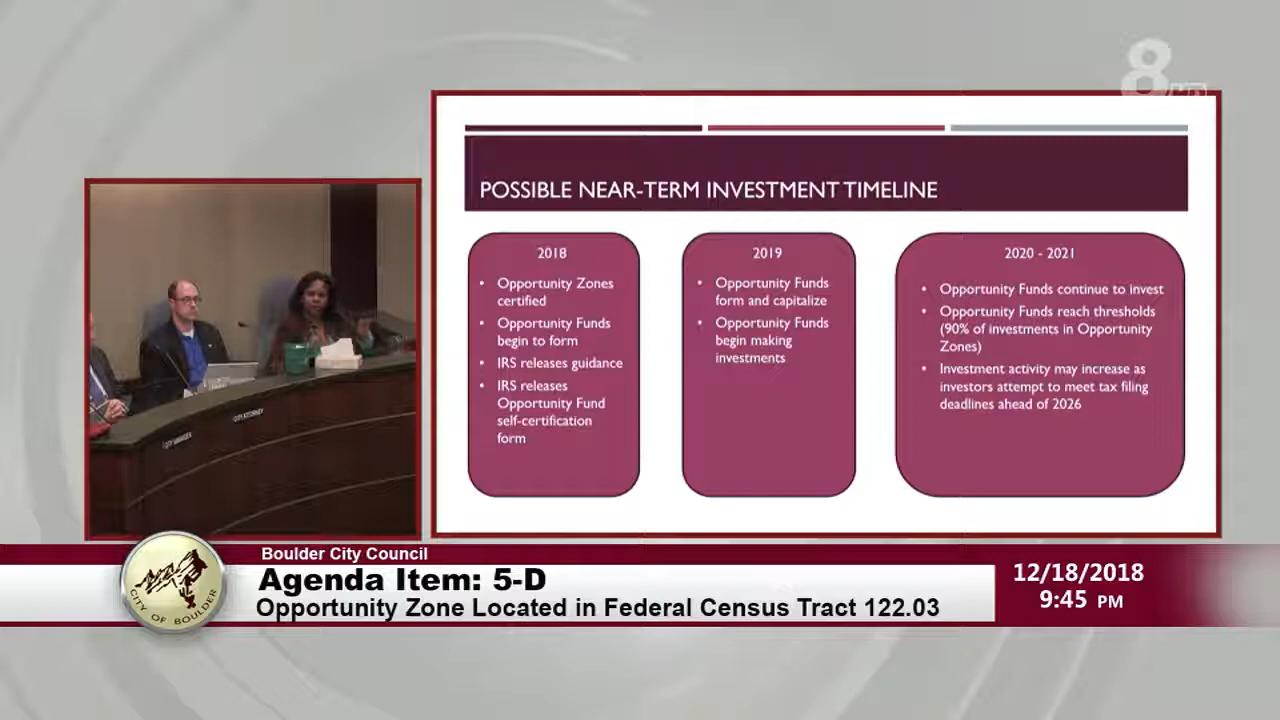 8
POSSIBLE NEAR-TERM INVESTMENT TIMELINE
2018
• Opportunity Zones
certified
• Opportunity Funds
begin to form
• IRS releases guidance
• IRS releases
Opportunity Fund
self-certification
form
2019
• Opportunity Funds
form and capitalize
• Opportunity Funds
begin making
investments
2020 - 2021
• Opportunity Funds continue to invest
• Opportunity Funds reach thresholds
(90% of investments in Opportunity
Zones)
• Investment activity may increase as
investors attempt to meet tax filing
deadlines ahead of 2026
CITY MANAGER
CITY ATTORNEY
CITY OF BOULDER
Boulder City Council
Agenda Item: 5-D
Opportunity Zone Located in Federal Census Tract 122.03
12/18/2018
9:45 PM